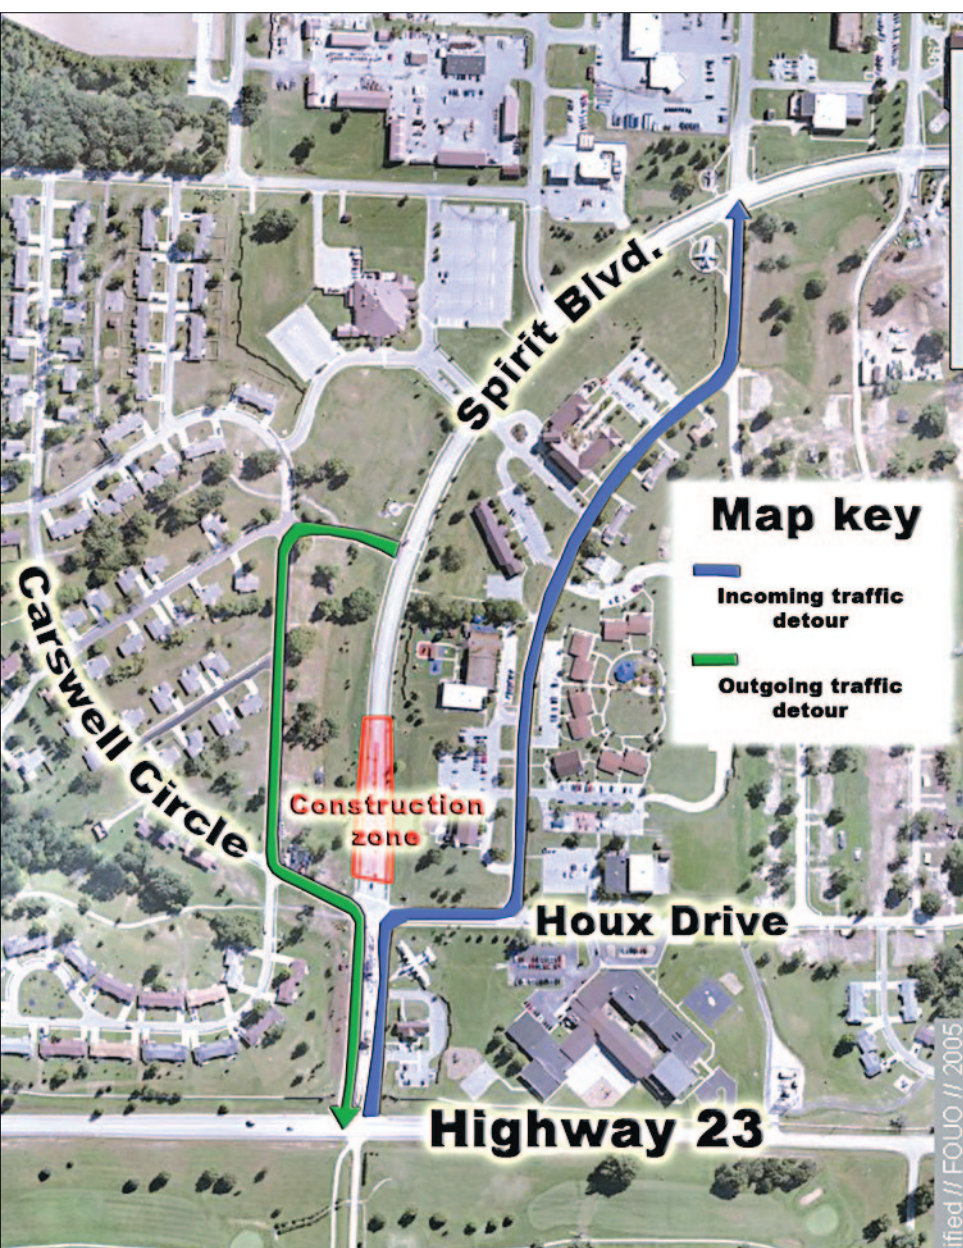 Spirit Blvd.
Map key
Incoming traffic
detour
Outgoing traffic
detour
Carswell Circle
Construction
zone
Houx Drive
Highway 23
ified // FOUO // 2005